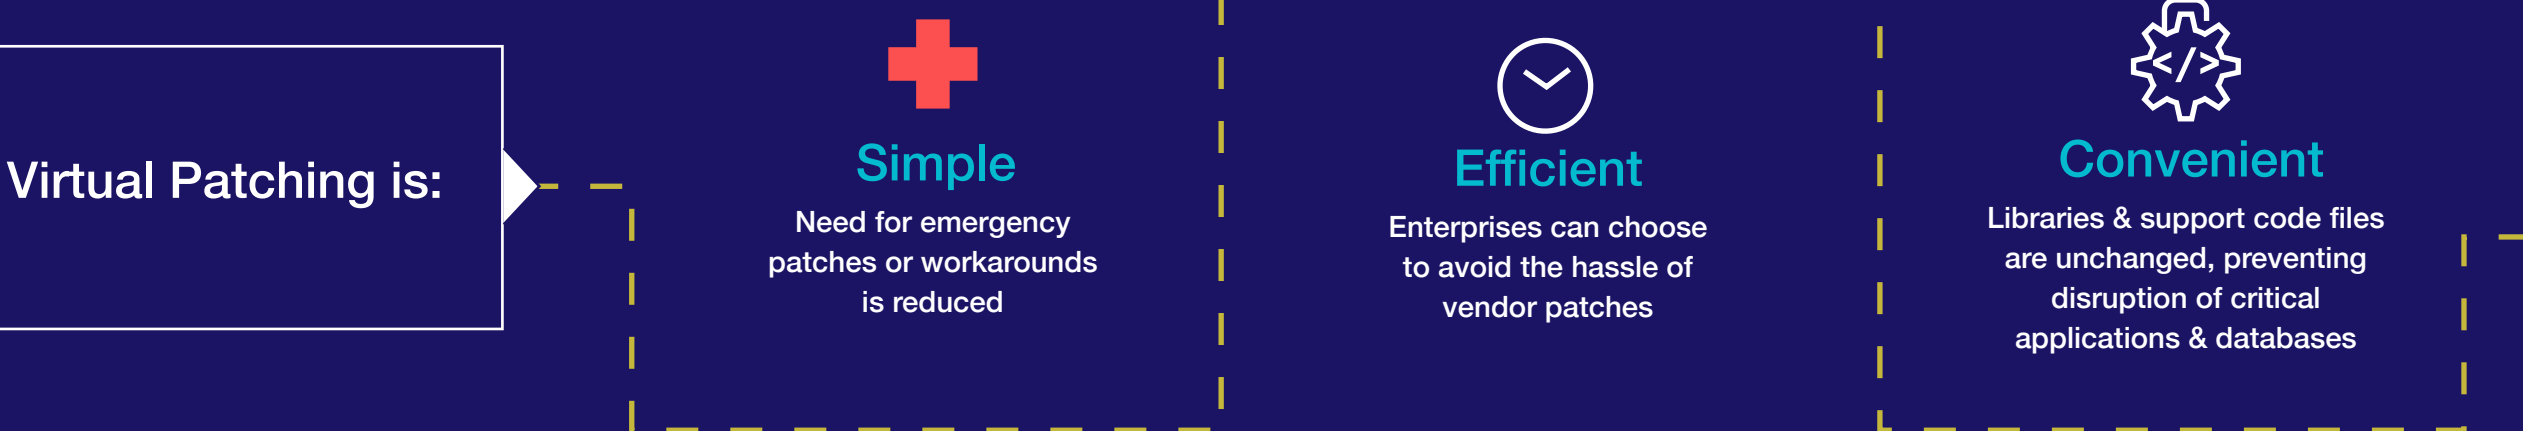 Virtual Patching is:
Simple
Need for emergency
patches or workarounds
is reduced
Efficient
Enterprises can choose
to avoid the hassle of
vendor patches
</>
Convenient
Libraries & support code files
are unchanged, preventing
disruption of critical
applications & databases